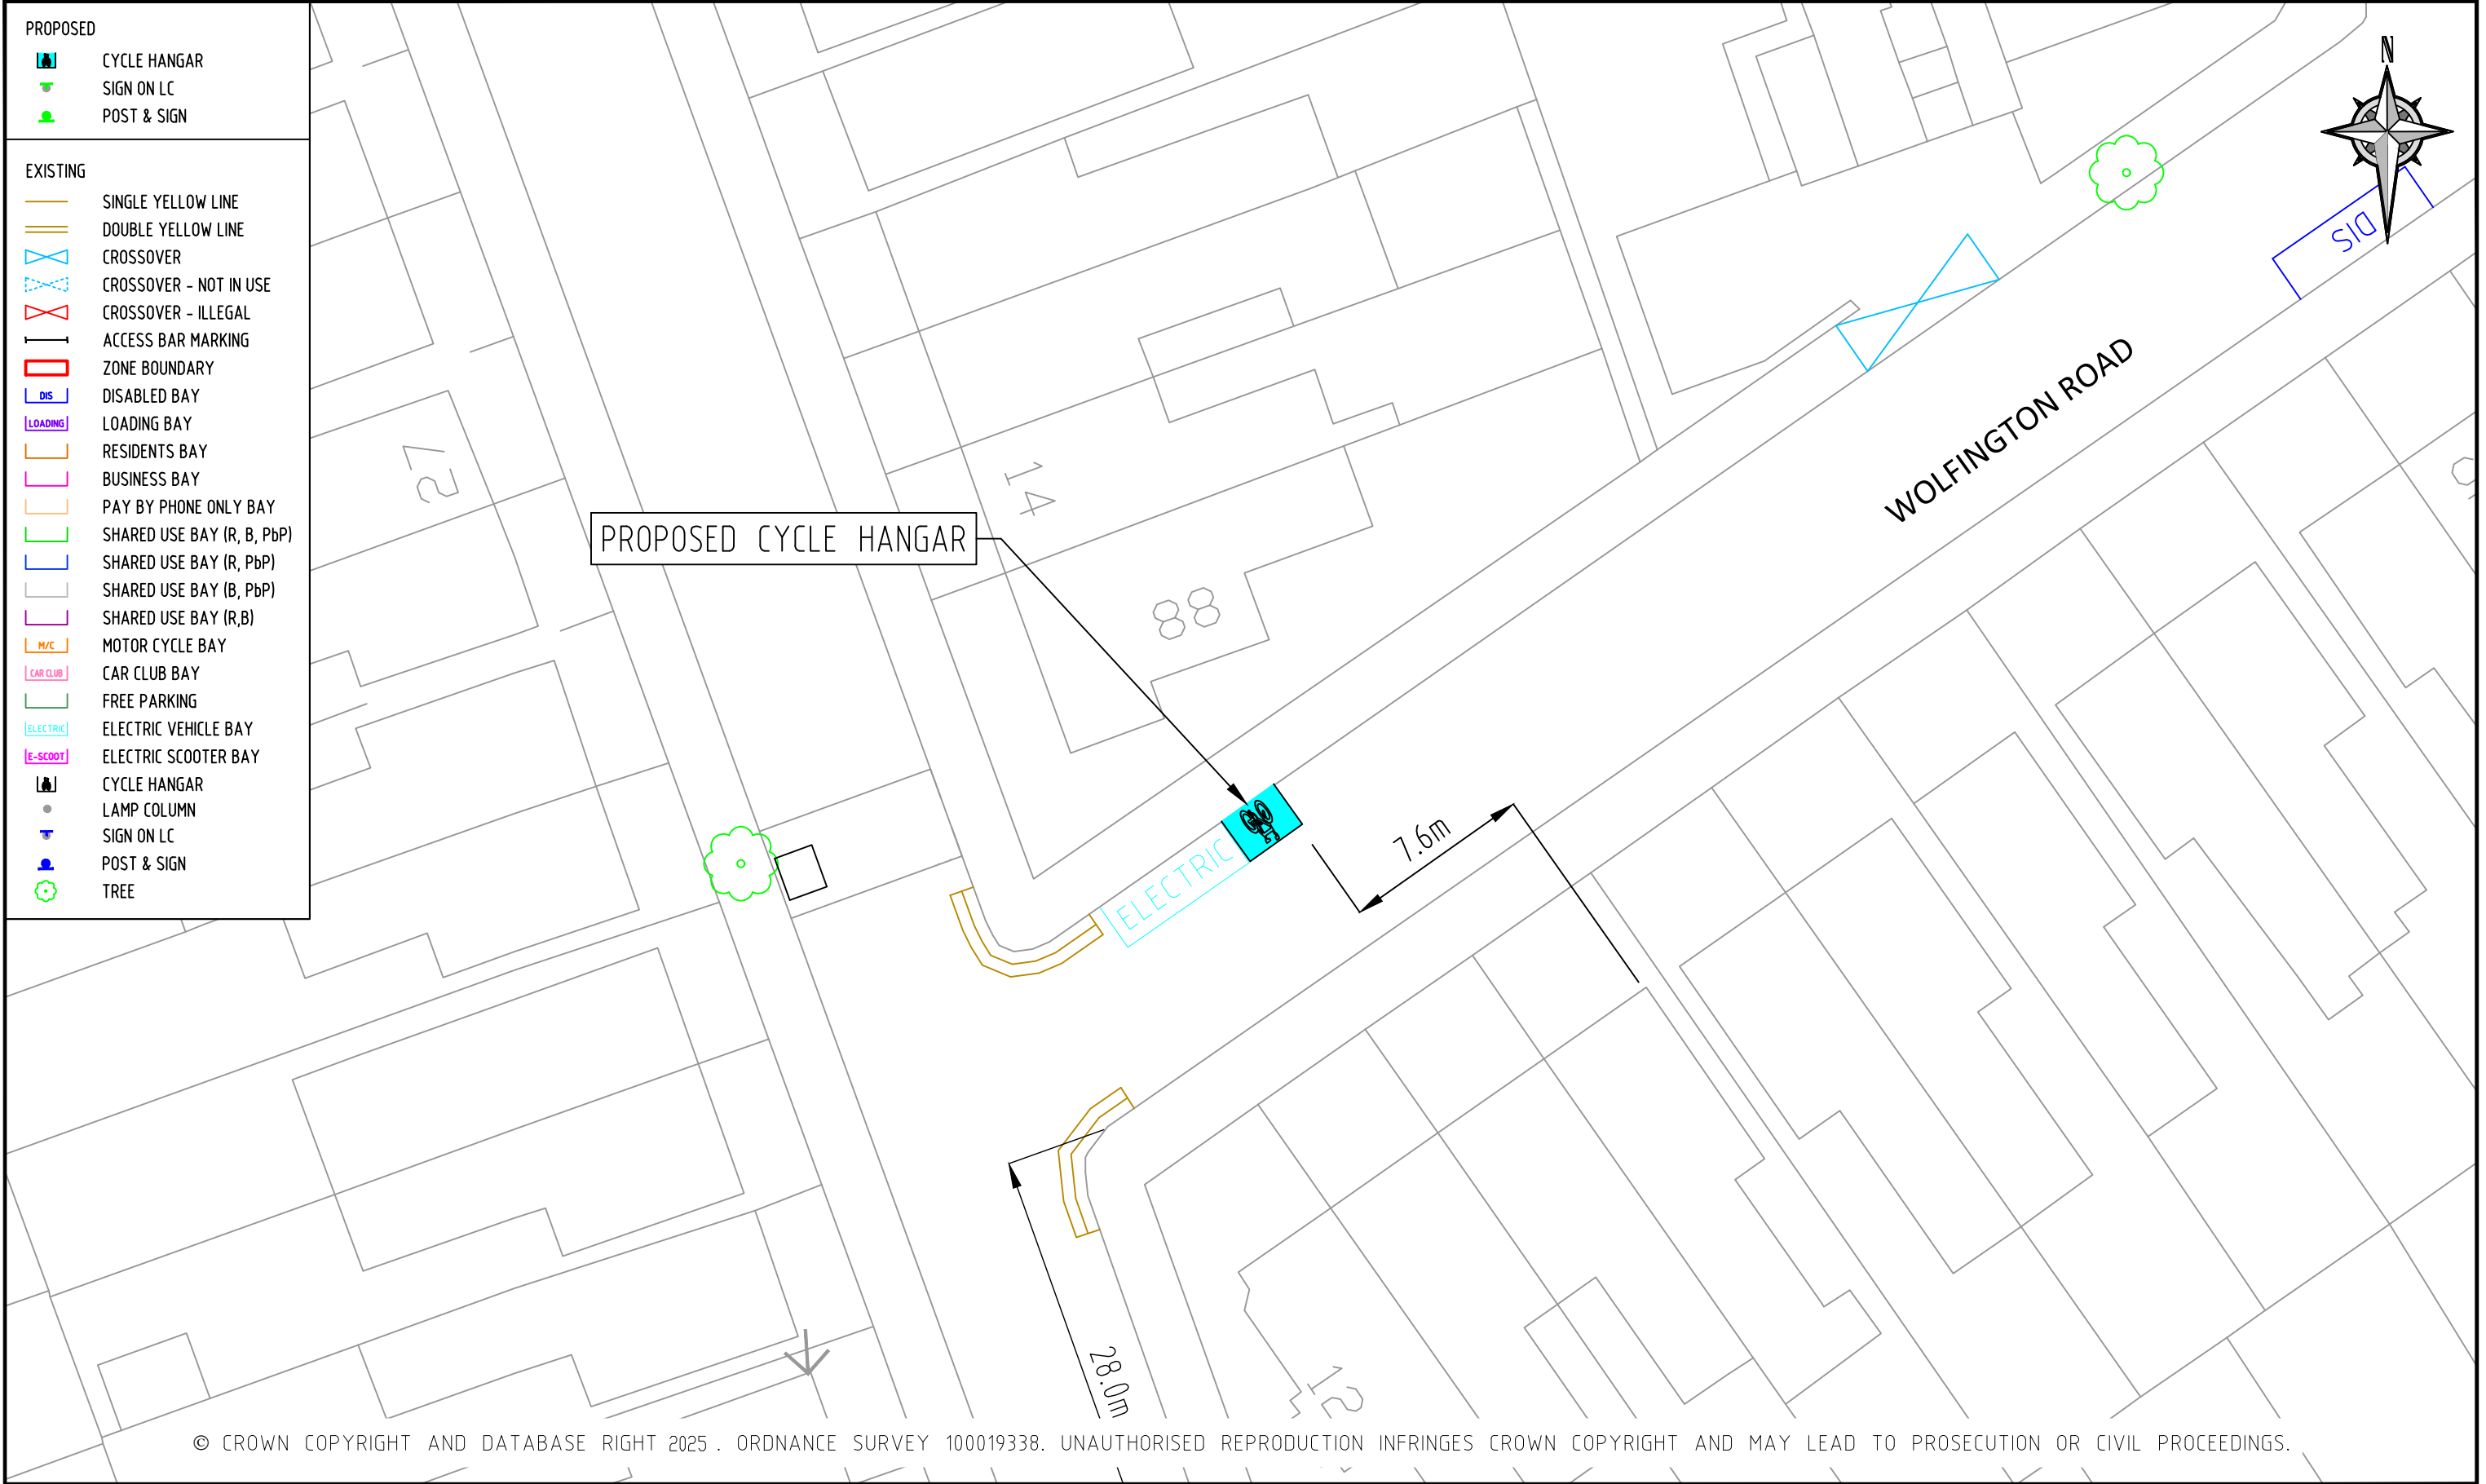 PROPOSED
CYCLE HANGAR
SIGN ON LC
POST & SIGN
EXISTING
SINGLE YELLOW LINE
DOUBLE YELLOW LINE
CROSSOVER
CROSSOVER - NOT IN USE
CROSSOVER - ILLEGAL
ACCESS BAR MARKING
ZONE BOUNDARY
DIS DISABLED BAY
LOADING LOADING BAY
RESIDENTS BAY
BUSINESS BAY
PAY BY PHONE ONLY BAY
SHARED USE BAY (R, B, PbP)
SHARED USE BAY (R, PbP)
SHARED USE BAY (B, PbP)
SHARED USE BAY (R,B)
M/C MOTOR CYCLE BAY
CAR CLUB CAR CLUB BAY
FREE PARKING
ELECTRIC ELECTRIC VEHICLE BAY
E-SCOOT ELECTRIC SCOOTER BAY
CYCLE HANGAR
LAMP COLUMN
SIGN ON LC
POST & SIGN
TREE
N
DIS
WOLFINGTON ROAD
14
PROPOSED CYCLE HANGAR
88
7.6m
ELECTRIC
28.0m
12
© CROWN COPYRIGHT AND DATABASE RIGHT 2025 . ORDNANCE SURVEY 100019338. UNAUTHORISED REPRODUCTION INFRINGES CROWN COPYRIGHT AND MAY LEAD TO PROSECUTION OR CIVIL PROCEEDINGS.